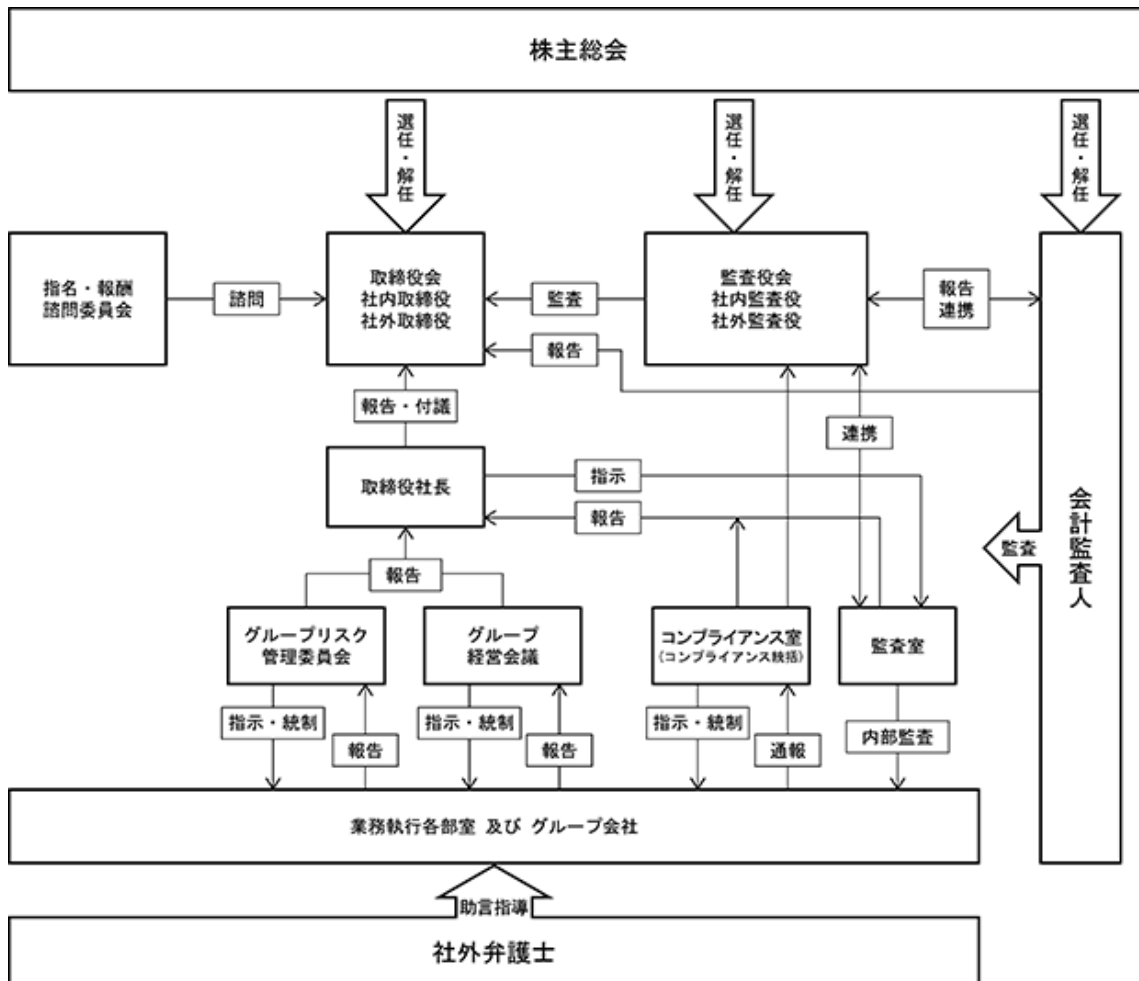 株主総会
選任・解任
選任・解任
選任・解任
指名・報酬
諮問委員会
諮問
取締役会
社内取締役
社外取締役
監査
監査役会
社内監査役
社外監査役
報告
連携
報告
報告・付議
連携
取締役社長
指示
報告
会計監査人
監査
報告
グループリスク
管理委員会
グループ
経営会議
コンプライアンス室
(コンプライアンス統括)
監査室
指示・統制
報告
指示・統制
報告
指示・統制
通報
内部監査
業務執行各部室 及び グループ会社
助言指導
社外弁護士